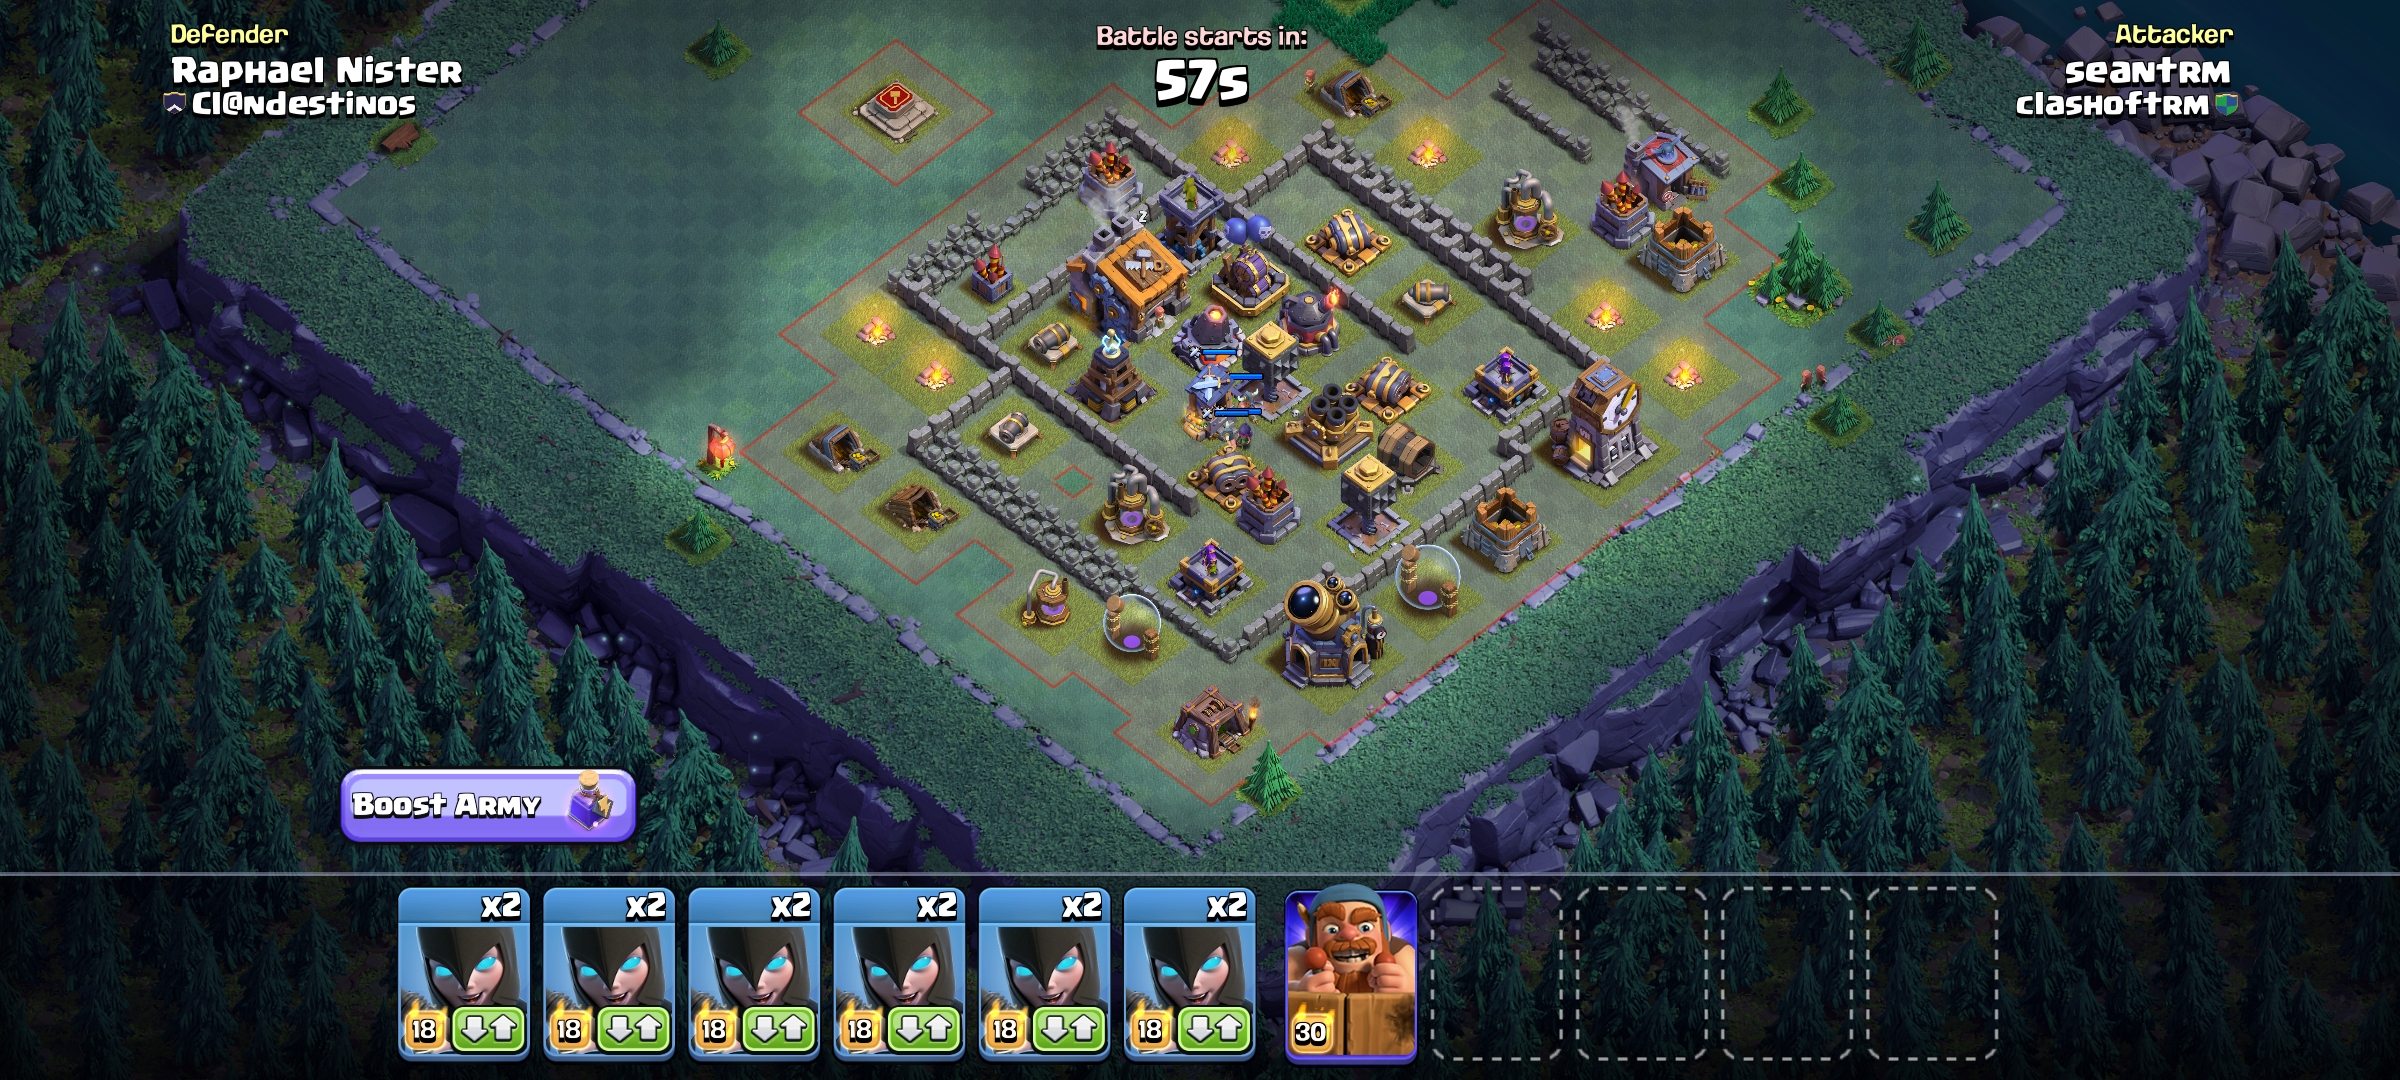 Defender
Raphael Nister
Cl@ndestinos
Battle starts in:
57s
Attacker
seantRM
clashoftRM
z
Boost Army
x2
x2
x2
x2
x2
x2
18
18
18
18
18
18
30